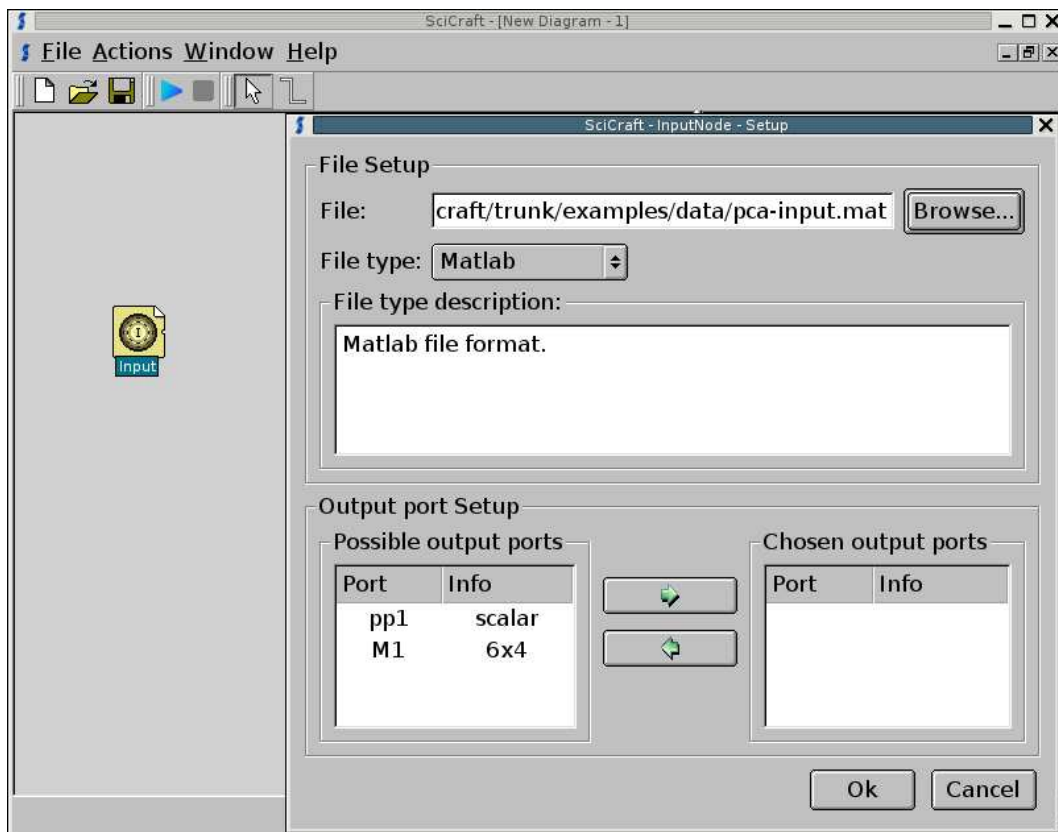 SciCraft - [New Diagram - 1]
File Actions Window Help
SciCraft - InputNode - Setup
File Setup
File: craft/trunk/examples/data/pca-input.mat Browse...
File type: Matlab
File type description:
Matlab file format.
I
Input
Output port Setup
Possible output ports
Port Info
pp1 scalar
M1 6x4
Chosen output ports
Port Info
Ok Cancel